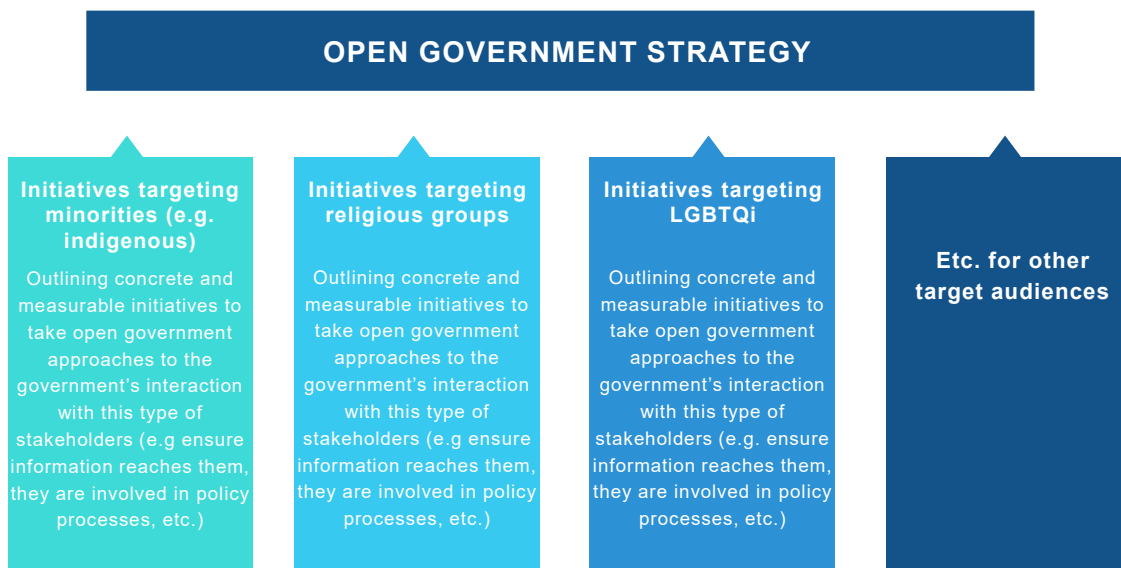 OPEN GOVERNMENT STRATEGY
Initiatives targeting
minorities (e.g.
indigenous)
Outlining concrete and
measurable initiatives to
take open government
approaches to the
government's interaction
with this type of
stakeholders (e.g ensure
information reaches them,
they are involved in policy
processes, etc.)
Initiatives targeting
religious groups
Outlining concrete and
measurable initiatives to
take open government
approaches to the
government's interaction
with this type of
stakeholders (e.g ensure
information reaches them,
they are involved in policy
processes, etc.)
Initiatives targeting
LGBTQi
Outlining concrete and
measurable initiatives to
take open government
approaches to the
government's interaction
with this type of
stakeholders (e.g. ensure
information reaches them,
they are involved in policy
processes, etc.)
Etc. for other
target audiences